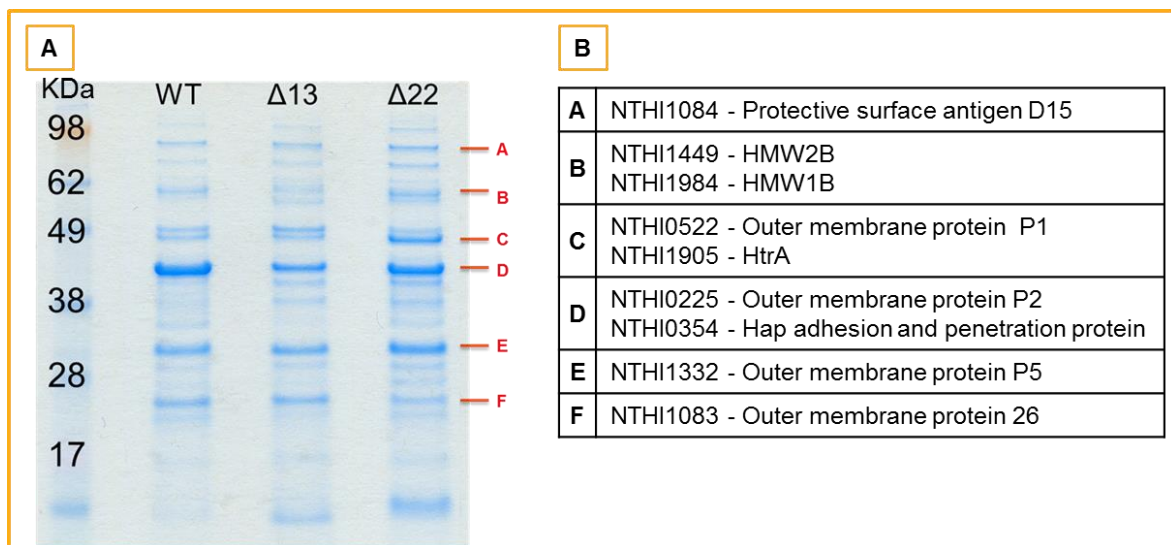 A
KDa
WT Δ13 Δ22
98
62
49
38
28
17
A
B
C
D
E
F
B
A NTHI1084 - Protective surface antigen D15
B NTHI1449 - HMW2B
NTHI1984 - HMW1B
C NTHI0522 - Outer membrane protein P1
NTHI1905 - HtrA
D NTHI0225 - Outer membrane protein P2
NTHI0354 - Hap adhesion and penetration protein
E NTHI1332 - Outer membrane protein P5
F NTHI1083 - Outer membrane protein 26